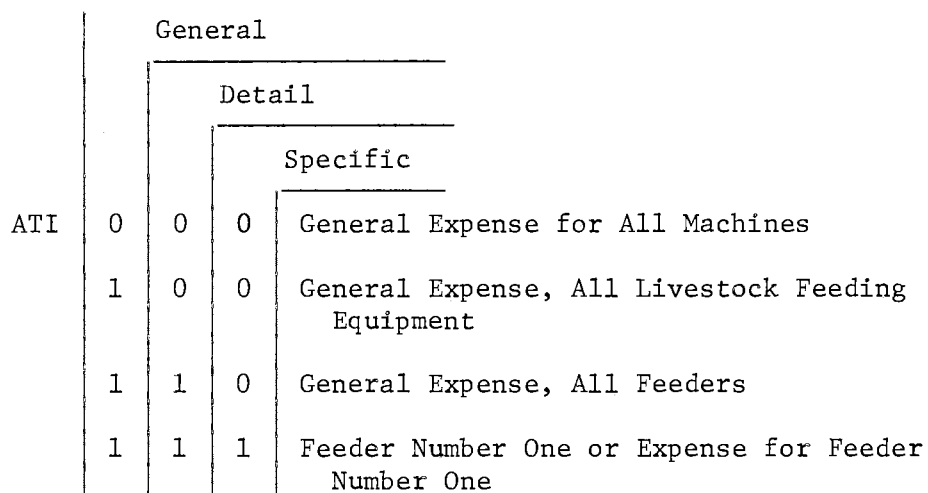 General
Detail
Specific
ATI 0 0 0 General Expense for All Machines
1 0 0 General Expense, All Livestock Feeding
Equipment
1 1 0 General Expense, All Feeders
1 1 1 Feeder Number One or Expense for Feeder
Number One